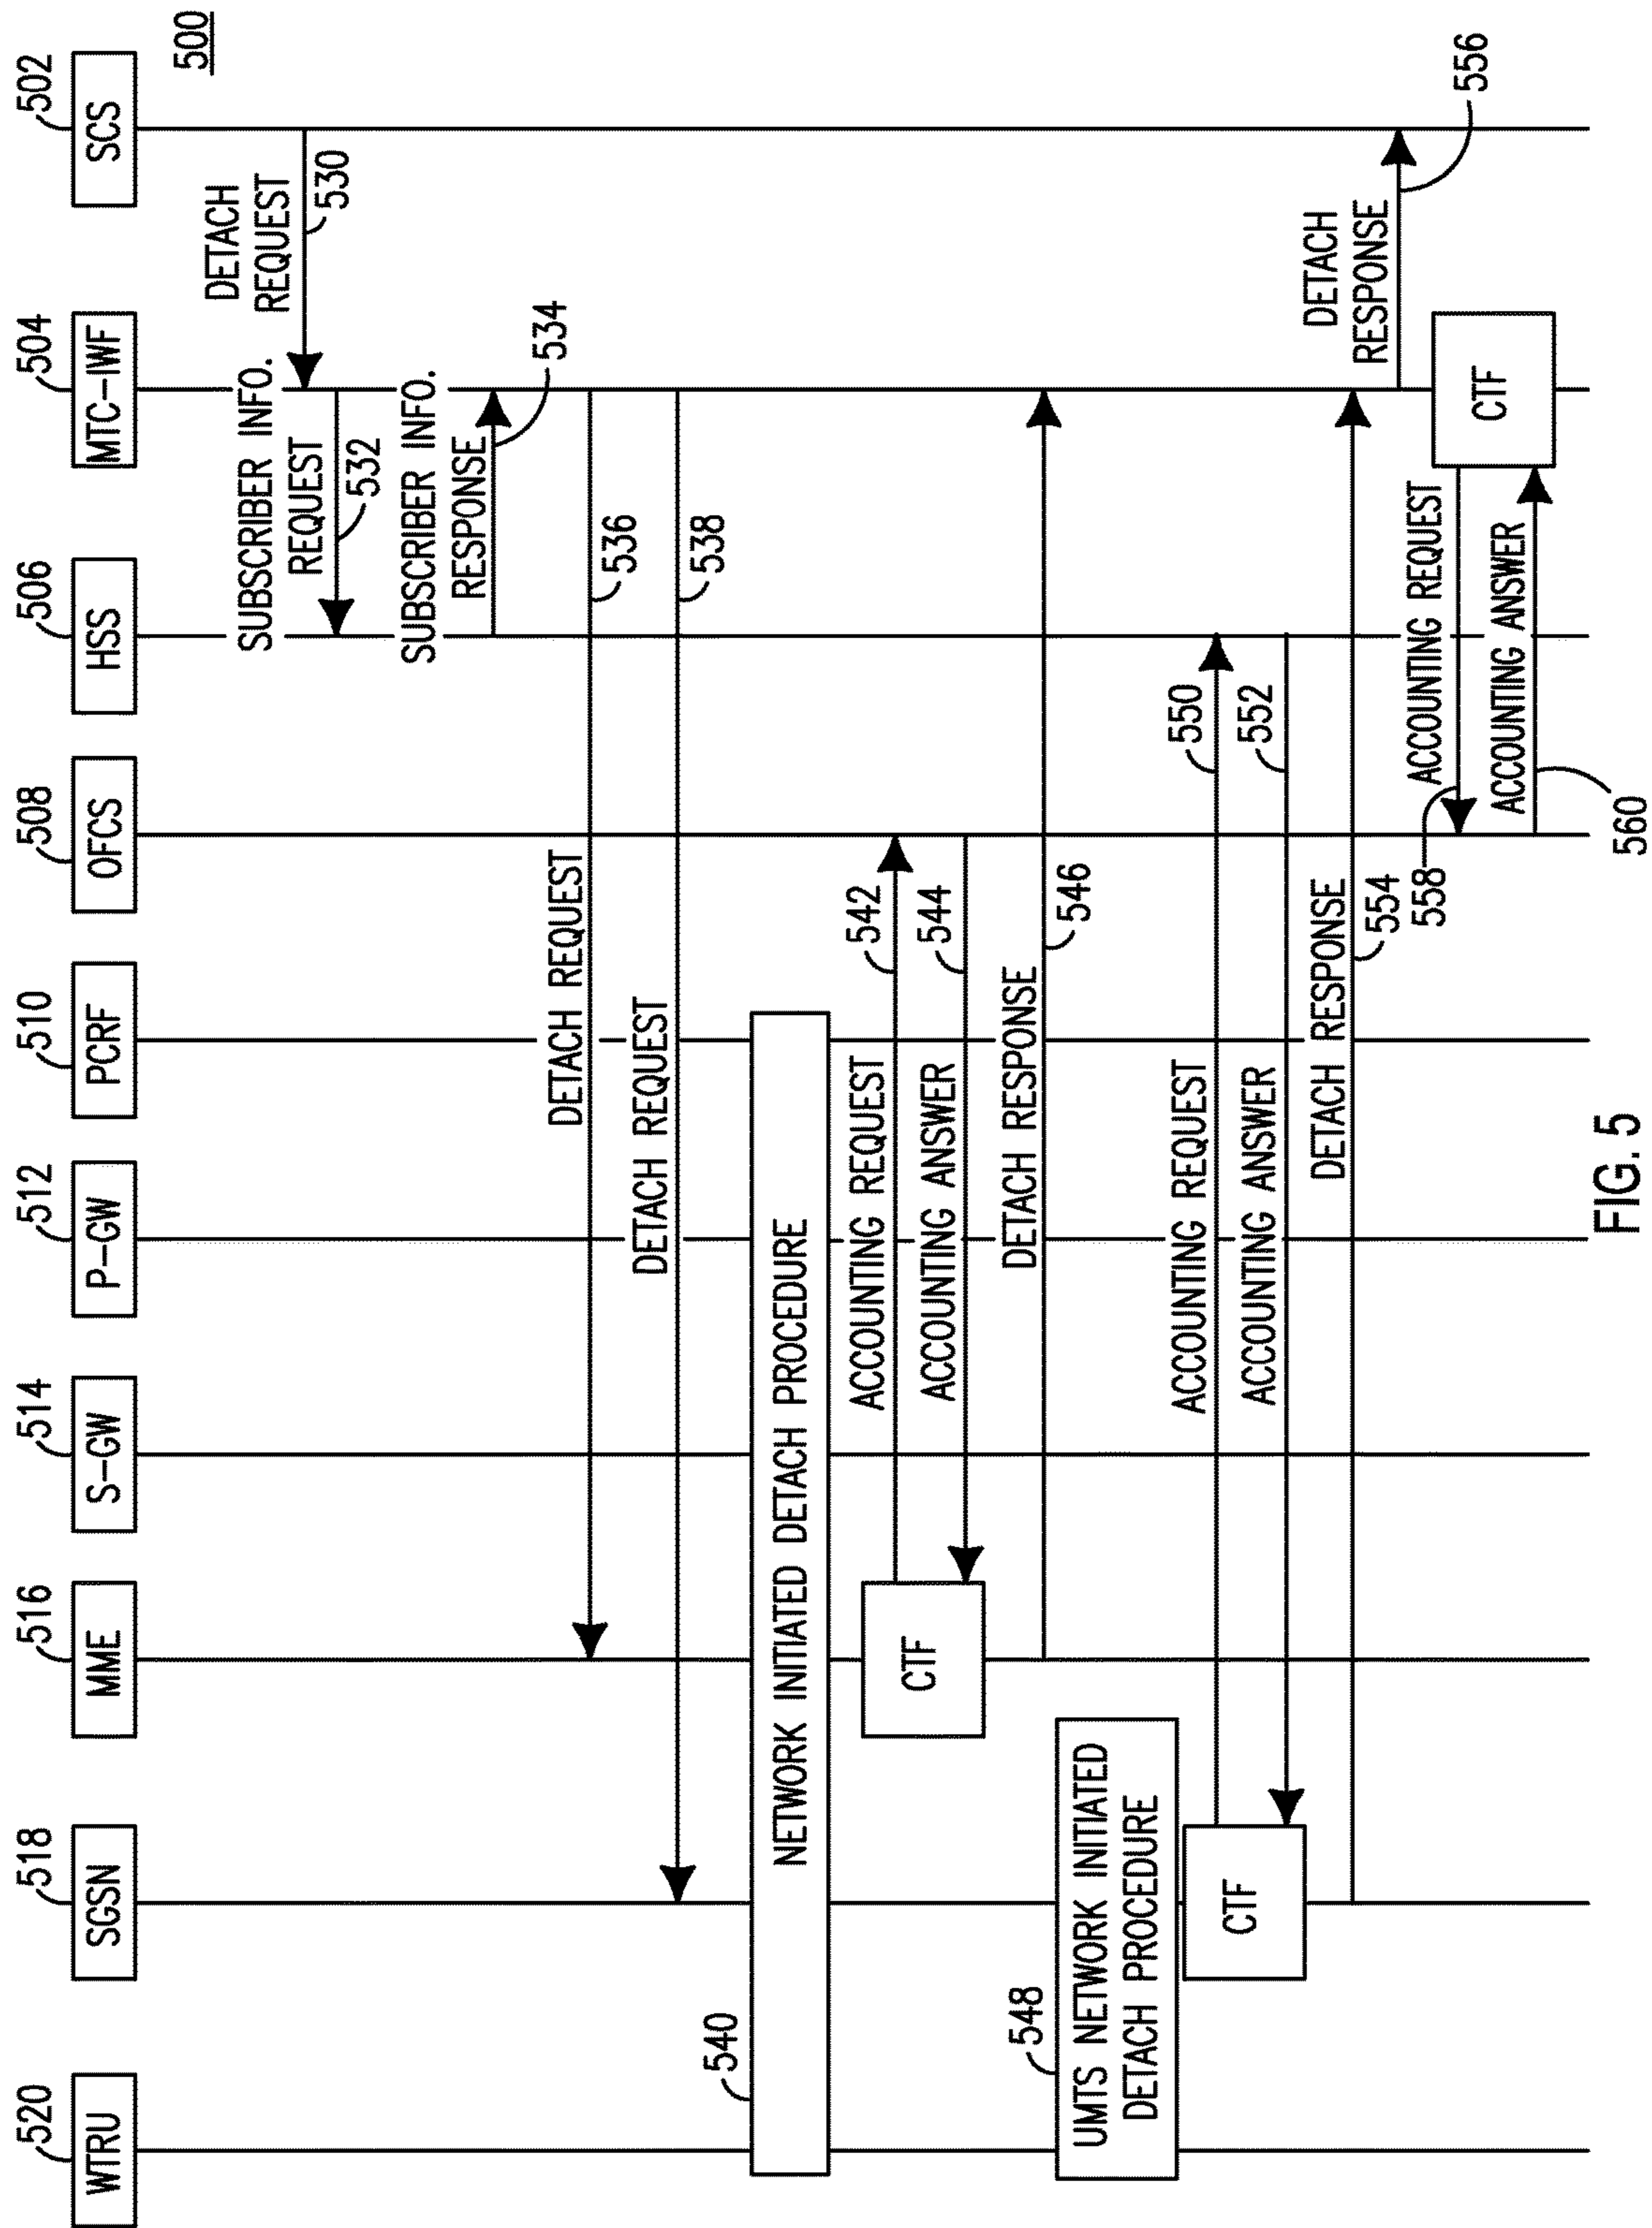 500
520
518
516
514
512
510
508
506
504
502
WTRU
SGSN
MME
S-GW
P-GW
PCRF
OFCS
HSS
MTC-IWF
SCS
DETACH
REQUEST
530
SUBSCRIBER INFO.
REQUEST
532
SUBSCRIBER INFO.
RESPONSE
534
DETACH REQUEST
536
DETACH REQUEST
538
540
NETWORK INITIATED DETACH PROCEDURE
CTF
ACCOUNTING REQUEST
542
ACCOUNTING ANSWER
544
DETACH RESPONSE
546
548
UMTS NETWORK INITIATED
DETACH PROCEDURE
CTF
ACCOUNTING REQUEST
550
ACCOUNTING ANSWER
552
DETACH RESPONSE
554
DETACH
RESPONSE
556
CTF
ACCOUNTING REQUEST
558
ACCOUNTING ANSWER
560
FIG. 5